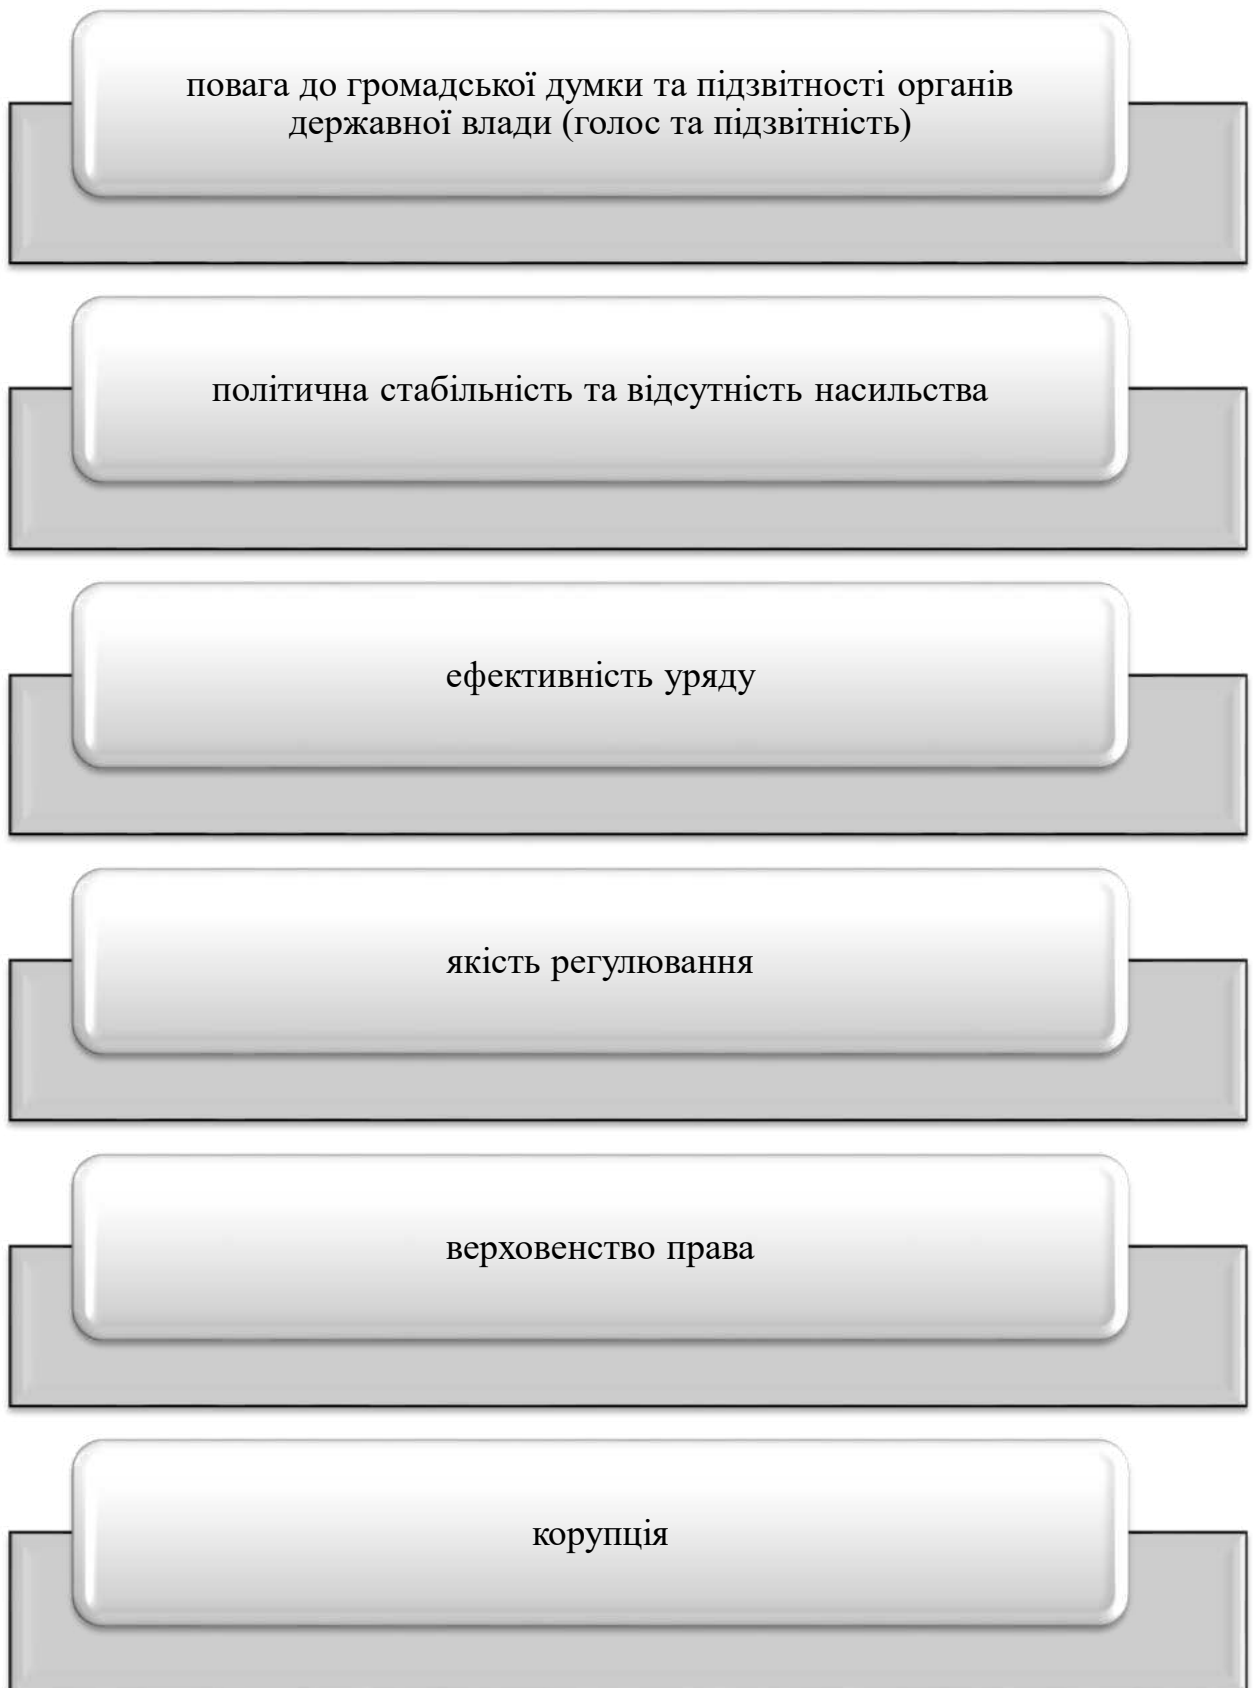 повага до громадської думки та підзвітності органів
державної влади (голос та підзвітність)
політична стабільність та відсутність насильства
ефективність уряду
якість регулювання
верховенство права
корупція